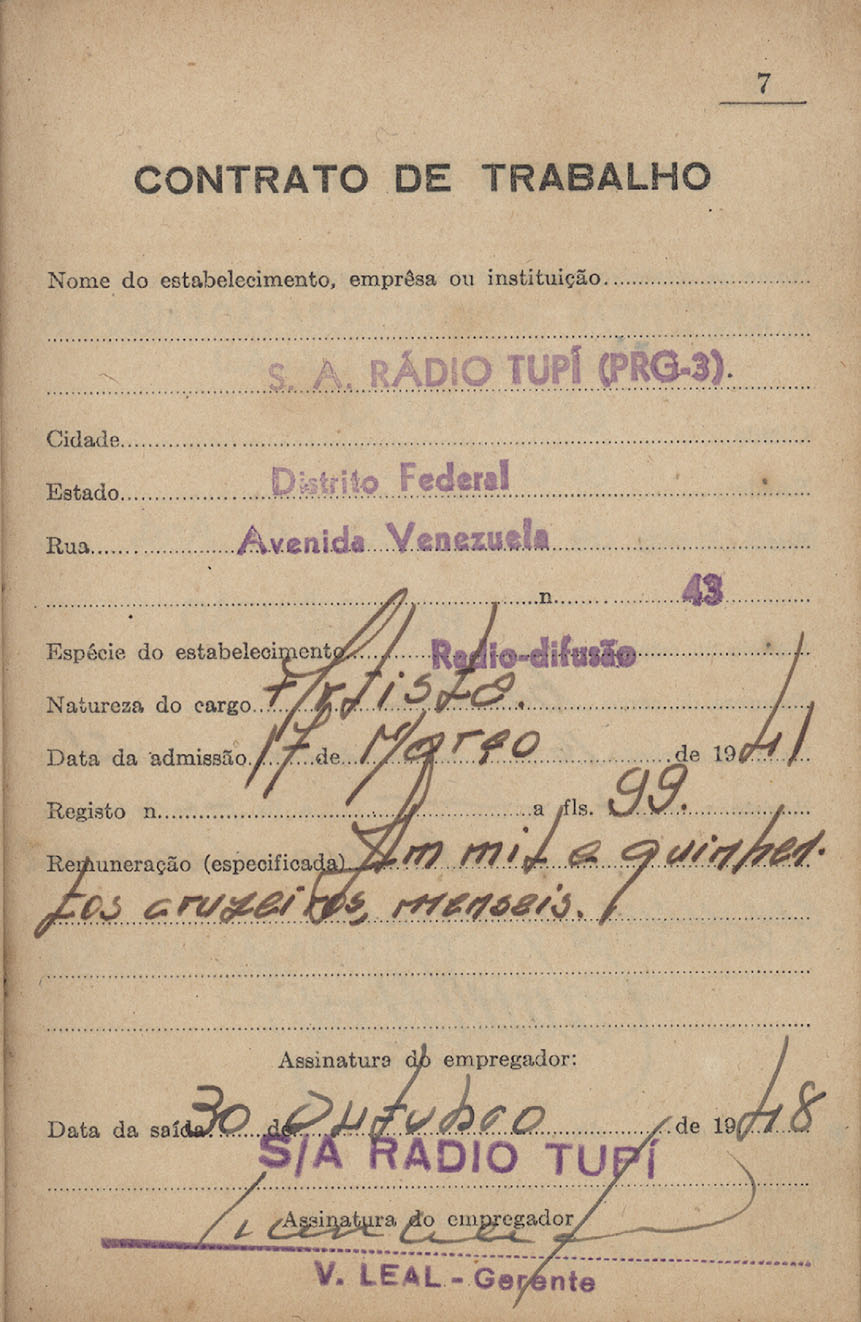 7
CONTRATO DE TRABALHO
Nome do estabelecimento, emprêsa ou instituição
S. A. RÁDIO TUPÍ (PRG-3).
Cidade
Estado Distrito Federal
Rua Avenida Venezuela
n. 43
Espécie do estabelecimento Radio-difusão
Natureza do cargo Artista.
Data da admissão 17 de Março de 1941
Registo n. a fls. 99.
Remuneração (especificada) Um mil e quinhen-
tos cruzeiros, menseis.
Assinatura do empregador:
Data da saída 30 de Outubro de 1948
S/A RADIO TUPÍ
Assinatura do empregador
V. LEAL - Gerente